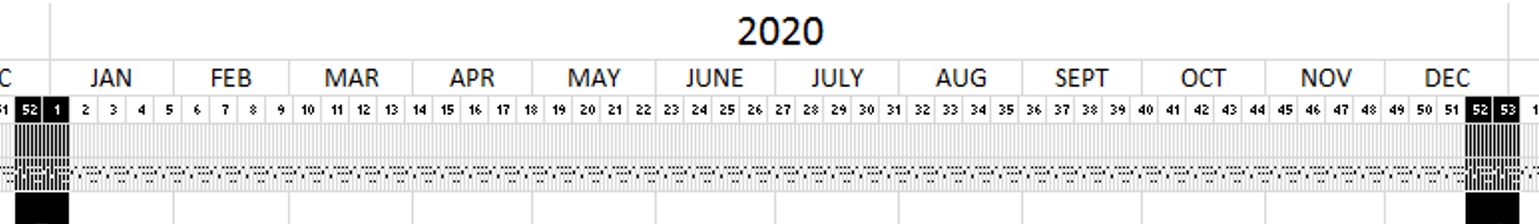 2020
C JAN FEB MAR APR MAY JUNE JULY AUG SEPT OCT NOV DEC
51 52 1 2 3 4 5 6 7 8 9 10 11 12 13 14 15 16 17 18 19 20 21 22 23 24 25 26 27 28 29 30 31 32 33 34 35 36 37 38 39 40 41 42 43 44 45 46 47 48 49 50 51 52 53 1